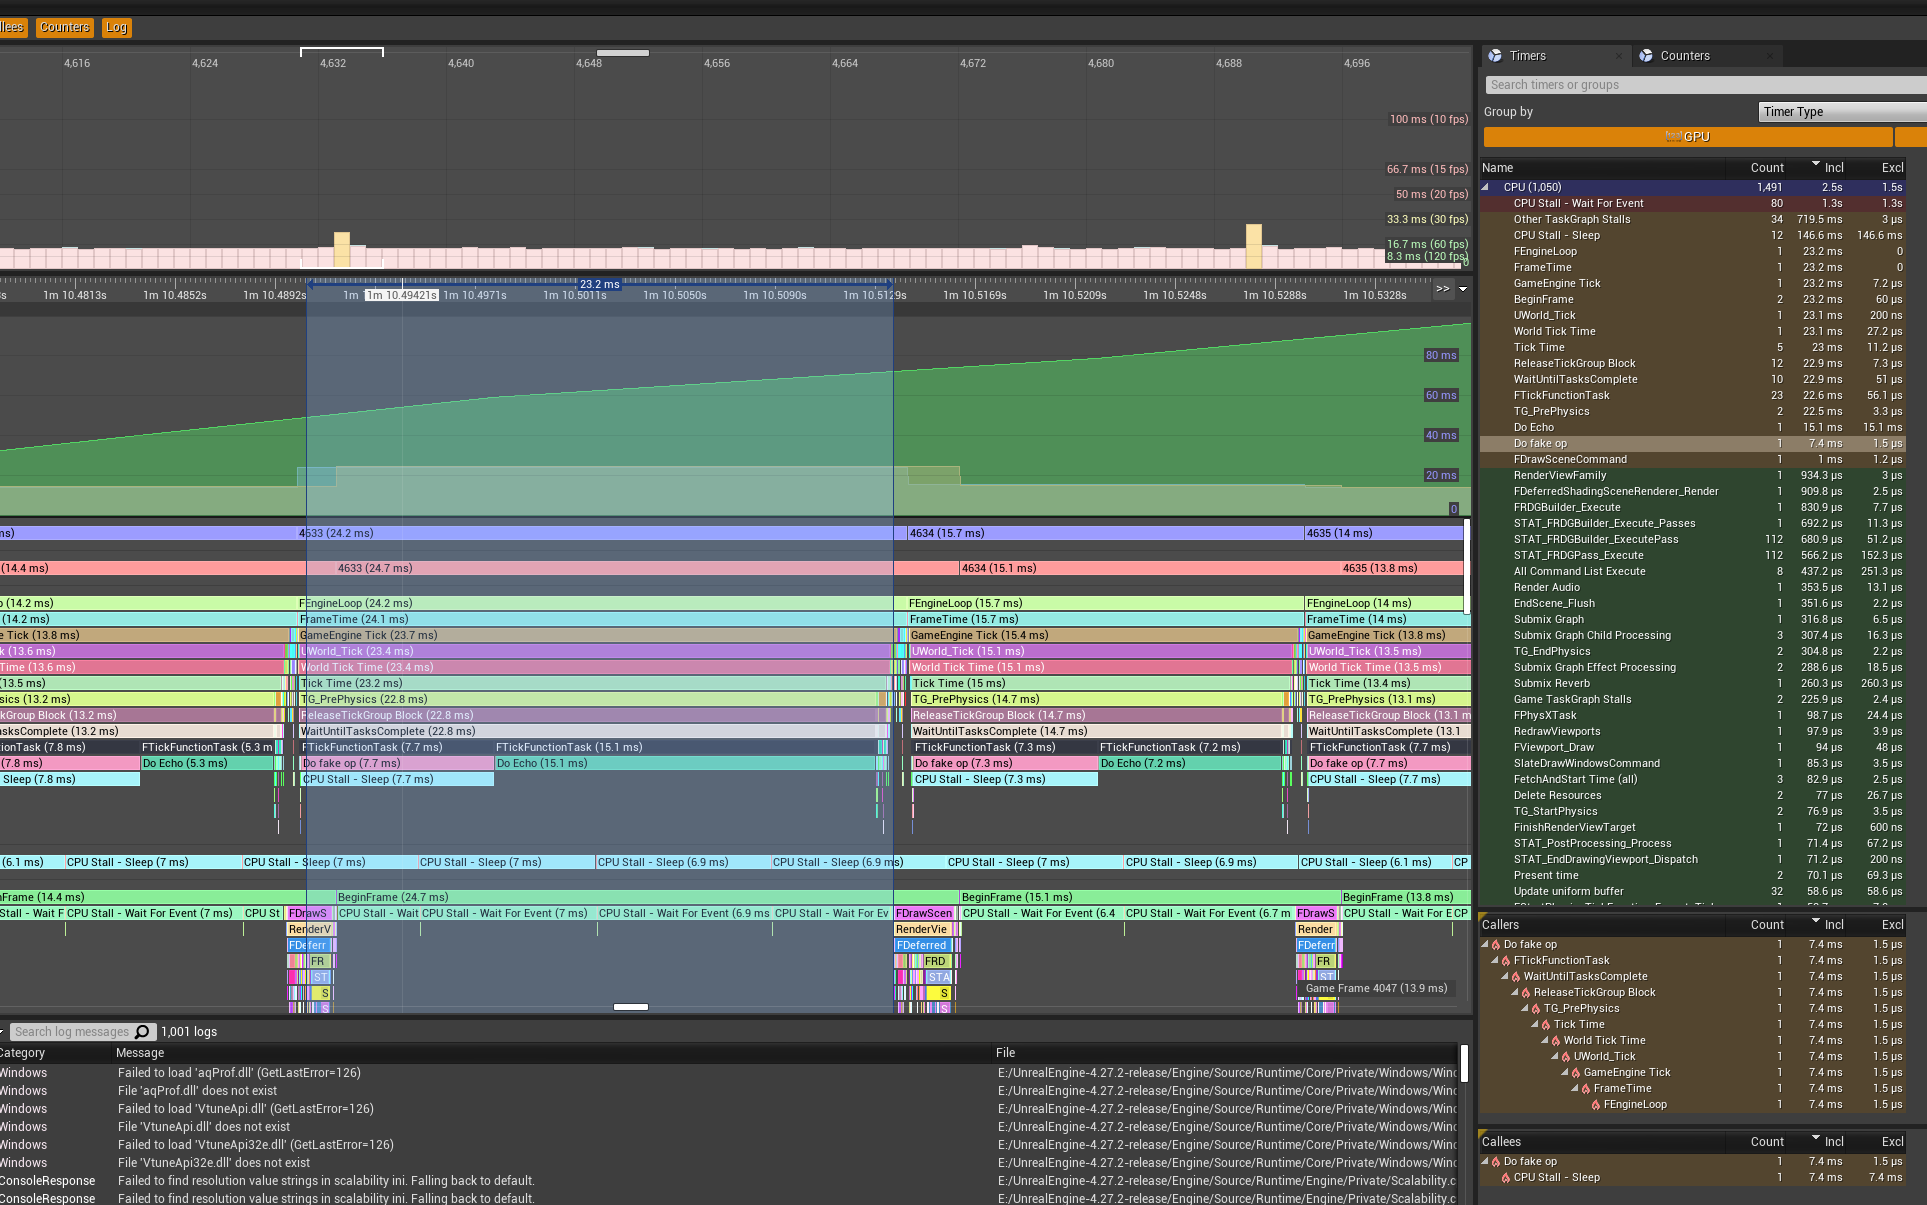 Callees Counters Log
4,616 4,624 4,632 4,640 4,648 4,656 4,664 4,672 4,680 4,688 4,696
100 ms (10 fps)
66.7 ms (15 fps)
50 ms (20 fps)
33.3 ms (30 fps)
16.7 ms (60 fps)
8.3 ms (120 fps)
0
23.2 ms
1m 10.4813s 1m 10.4852s 1m 10.4892s 1m 1m 10.49421s 1m 10.4971s 1m 10.5011s 1m 10.5050s 1m 10.5090s 1m 10.5129s 1m 10.5169s 1m 10.5209s 1m 10.5248s 1m 10.5288s 1m 10.5328s >>
80 ms
60 ms
40 ms
20 ms
0
ms) 4633 (24.2 ms) 4634 (15.7 ms) 4635 (14 ms)
(14.4 ms) 4633 (24.7 ms) 4634 (15.1 ms) 4635 (13.8 ms)
(14.2 ms) FEngineLoop (24.2 ms) FEngineLoop (15.7 ms) FEngineLoop (14 ms)
(14.2 ms) FrameTime (24.1 ms) FrameTime (15.7 ms) FrameTime (14 ms)
e Tick (13.8 ms) GameEngine Tick (23.7 ms) GameEngine Tick (15.4 ms) GameEngine Tick (13.8 ms)
k (13.6 ms) UWorld_Tick (23.4 ms) UWorld_Tick (15.1 ms) UWorld_Tick (13.5 ms)
Time (13.6 ms) World Tick Time (23.4 ms) World Tick Time (15.1 ms) World Tick Time (13.5 ms)
(13.5 ms) Tick Time (23.2 ms) Tick Time (15 ms) Tick Time (13.4 ms)
sics (13.2 ms) TG_PrePhysics (22.8 ms) TG_PrePhysics (14.7 ms) TG_PrePhysics (13.1 ms)
kGroup Block (13.2 ms) ReleaseTickGroup Block (22.8 ms) ReleaseTickGroup Block (14.7 ms) ReleaseTickGroup Block (13.1 m
asksComplete (13.2 ms) WaitUntilTasksComplete (22.8 ms) WaitUntilTasksComplete (14.7 ms) WaitUntilTasksComplete (13.1
tionTask (7.8 ms) FTickFunctionTask (5.3 m FTickFunctionTask (7.7 ms) FTickFunctionTask (15.1 ms) FTickFunctionTask (7.3 ms) FTickFunctionTask (7.2 ms) FTickFunctionTask (7.7 ms)
(7.8 ms) Do Echo (5.3 ms) Do fake op (7.7 ms) Do Echo (15.1 ms) Do fake op (7.3 ms) Do Echo (7.2 ms) Do fake op (7.7 ms)
Sleep (7.8 ms) CPU Stall - Sleep (7.7 ms) CPU Stall - Sleep (7.3 ms) CPU Stall - Sleep (7.7 ms)
(6.1 ms) CPU Stall - Sleep (7 ms) CPU Stall - Sleep (7 ms) CPU Stall - Sleep (7 ms) CPU Stall - Sleep (6.9 ms) CPU Stall - Sleep (6.9 ms) CPU Stall - Sleep (7 ms) CPU Stall - Sleep (6.9 ms) CPU Stall - Sleep (6.1 ms) CP
nFrame (14.4 ms) BeginFrame (24.7 ms) BeginFrame (15.1 ms) BeginFrame (13.8 ms)
Stall - Wait F CPU Stall - Wait For Event (7 ms) CPU St FDrawS CPU Stall - Wait CPU Stall - Wait For Event (7 ms) CPU Stall - Wait For Event (6.9 ms CPU Stall - Wait For Ev FDrawScen CPU Stall - Wait For Event (6.4 CPU Stall - Wait For Event (6.7 m FDrawS CPU Stall - Wait For E CP
RenderV RenderVie Render
FDeferr FDeferred FDeferr
FR FRD FR
ST STA ST
S S
Game Frame 4047 (13.9 ms)
S S
Search log messages 1,001 logs
Category Message File
Windows Failed to load 'aqProf.dll' (GetLastError=126) E:/UnrealEngine-4.27.2-release/Engine/Source/Runtime/Core/Private/Windows/Winc
Windows File 'aqProf.dll' does not exist E:/UnrealEngine-4.27.2-release/Engine/Source/Runtime/Core/Private/Windows/Winc
Windows Failed to load 'VtuneApi.dll' (GetLastError=126) E:/UnrealEngine-4.27.2-release/Engine/Source/Runtime/Core/Private/Windows/Winc
Windows File 'VtuneApi.dll' does not exist E:/UnrealEngine-4.27.2-release/Engine/Source/Runtime/Core/Private/Windows/Winc
Windows Failed to load 'VtuneApi32e.dll' (GetLastError=126) E:/UnrealEngine-4.27.2-release/Engine/Source/Runtime/Core/Private/Windows/Winc
Windows File 'VtuneApi32e.dll' does not exist E:/UnrealEngine-4.27.2-release/Engine/Source/Runtime/Core/Private/Windows/Winc
ConsoleResponse Failed to find resolution value strings in scalability ini. Falling back to default. E:/UnrealEngine-4.27.2-release/Engine/Source/Runtime/Engine/Private/Scalability.c
ConsoleResponse Failed to find resolution value strings in scalability ini. Falling back to default. E:/UnrealEngine-4.27.2-release/Engine/Source/Runtime/Engine/Private/Scalability.c
Timers Counters
Search timers or groups
Group by Timer Type
GPU
Name Count Incl Excl
CPU (1,050) 1,491 2.5s 1.5s
CPU Stall - Wait For Event 80 1.3s 1.3s
Other TaskGraph Stalls 34 719.5 ms 3 µs
CPU Stall - Sleep 12 146.6 ms 146.6 ms
FEngineLoop 1 23.2 ms 0
FrameTime 1 23.2 ms 0
GameEngine Tick 1 23.2 ms 7.2 µs
BeginFrame 2 23.2 ms 60 µs
UWorld_Tick 1 23.1 ms 200 ns
World Tick Time 1 23.1 ms 27.2 µs
Tick Time 5 23 ms 11.2 µs
ReleaseTickGroup Block 12 22.9 ms 7.3 µs
WaitUntilTasksComplete 10 22.9 ms 51 µs
FTickFunctionTask 23 22.6 ms 56.1 µs
TG_PrePhysics 2 22.5 ms 3.3 µs
Do Echo 1 15.1 ms 15.1 ms
Do fake op 1 7.4 ms 1.5 µs
FDrawSceneCommand 1 1 ms 1.2 µs
RenderViewFamily 1 934.3 µs 3 µs
FDeferredShadingSceneRenderer_Render 1 909.8 µs 2.5 µs
FRDGBuilder_Execute 1 830.9 µs 7.7 µs
STAT_FRDGBuilder_Execute_Passes 1 692.2 µs 11.3 µs
STAT_FRDGBuilder_ExecutePass 112 680.9 µs 51.2 µs
STAT_FRDGPass_Execute 112 566.2 µs 152.3 µs
All Command List Execute 8 437.2 µs 251.3 µs
Render Audio 1 353.5 µs 13.1 µs
EndScene_Flush 1 351.6 µs 2.2 µs
Submix Graph 1 316.8 µs 6.5 µs
Submix Graph Child Processing 3 307.4 µs 16.3 µs
TG_EndPhysics 2 304.8 µs 2.2 µs
Submix Graph Effect Processing 2 288.6 µs 18.5 µs
Submix Reverb 1 260.3 µs 260.3 µs
Game TaskGraph Stalls 2 225.9 µs 2.4 µs
FPhysXTask 1 98.7 µs 24.4 µs
RedrawViewports 1 97.9 µs 3.9 µs
FViewport_Draw 1 94 µs 48 µs
SlateDrawWindowsCommand 1 85.3 µs 3.5 µs
FetchAndStart Time (all) 3 82.9 µs 2.5 µs
Delete Resources 2 77 µs 26.7 µs
TG_StartPhysics 2 76.9 µs 3.5 µs
FinishRenderViewTarget 1 72 µs 600 ns
STAT_PostProcessing_Process 1 71.4 µs 67.2 µs
STAT_EndDrawingViewport_Dispatch 1 71.2 µs 200 ns
Present time 2 70.1 µs 69.3 µs
Update uniform buffer 32 58.6 µs 58.6 µs
Callers Count Incl Excl
Do fake op 1 7.4 ms 1.5 µs
FTickFunctionTask 1 7.4 ms 1.5 µs
WaitUntilTasksComplete 1 7.4 ms 1.5 µs
ReleaseTickGroup Block 1 7.4 ms 1.5 µs
TG_PrePhysics 1 7.4 ms 1.5 µs
Tick Time 1 7.4 ms 1.5 µs
World Tick Time 1 7.4 ms 1.5 µs
UWorld_Tick 1 7.4 ms 1.5 µs
GameEngine Tick 1 7.4 ms 1.5 µs
FrameTime 1 7.4 ms 1.5 µs
FEngineLoop 1 7.4 ms 1.5 µs
Callees Count Incl Excl
Do fake op 1 7.4 ms 1.5 µs
CPU Stall - Sleep 1 7.4 ms 7.4 ms